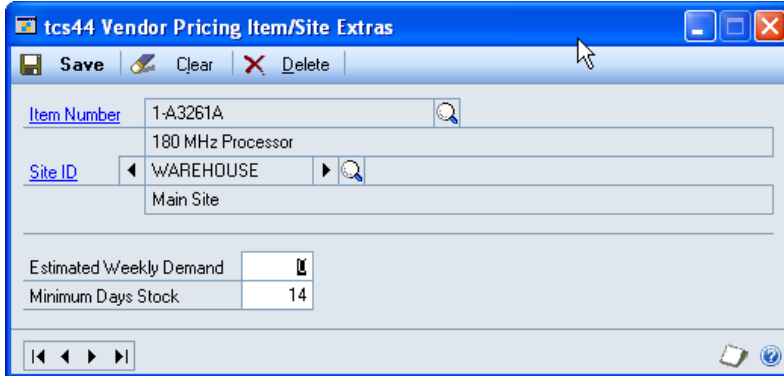 tcs44 Vendor Pricing Item/Site Extras
Save Clear Delete
Item Number 1-A3261A
180 MHz Processor
Site ID WAREHOUSE
Main Site
Estimated Weekly Demand
Minimum Days Stock 14